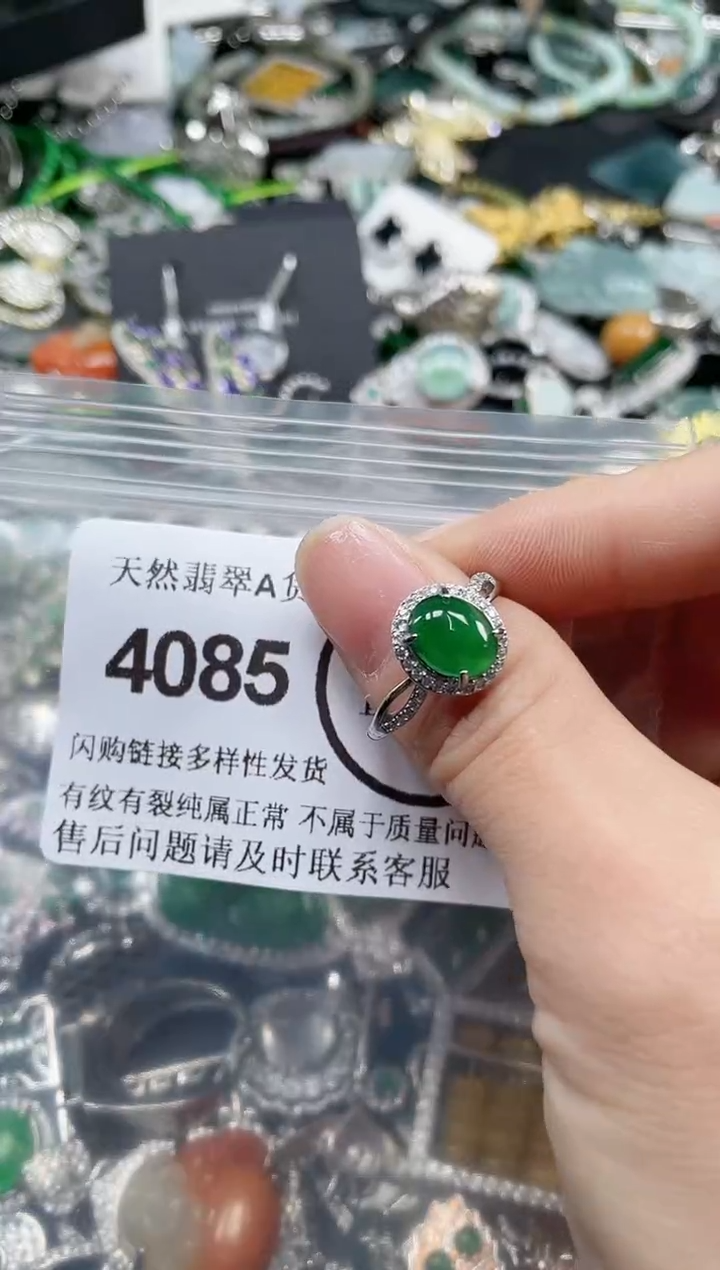 天然翡翠A货
4085
闪购链接多样性发货
有纹有裂纯属正常 不属于质量问题
售后问题请及时联系客服